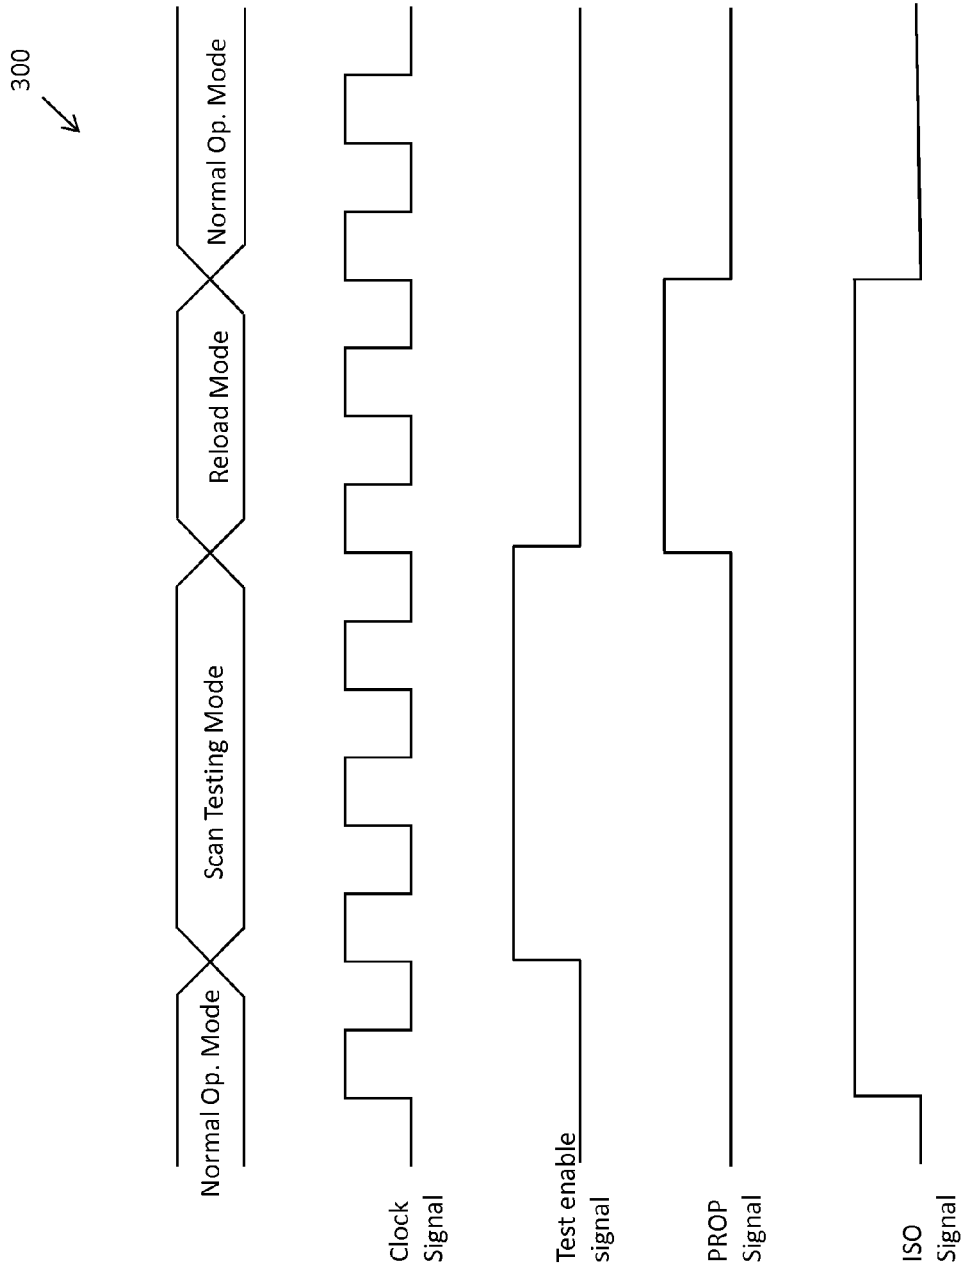 300
Normal Op. Mode
Scan Testing Mode
Reload Mode
Normal Op. Mode
Clock
Signal
Test enable
signal
PROP
Signal
ISO
Signal